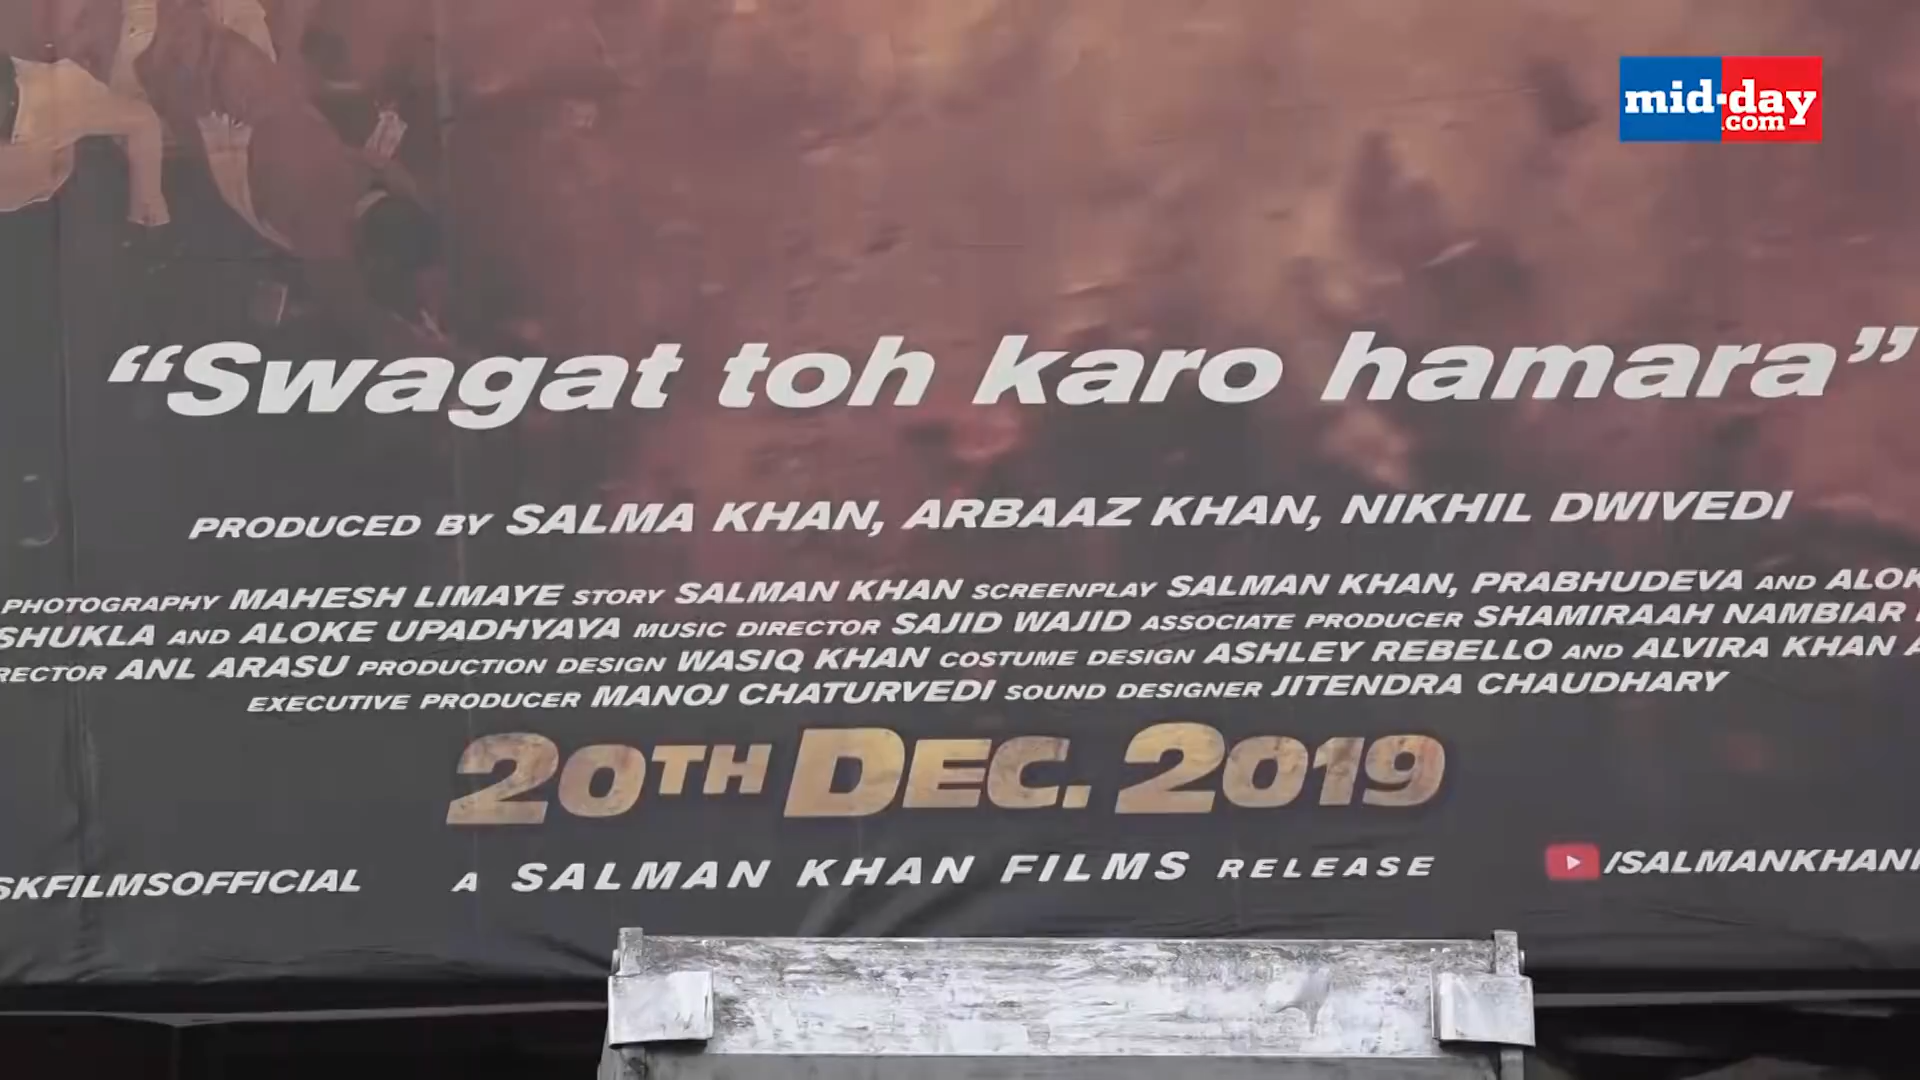 mid-day
.com
“Swagat toh karo hamara”
PRODUCED BY SALMA KHAN, ARBAAZ KHAN, NIKHIL DWIVEDI
PHOTOGRAPHY MAHESH LIMAYE STORY SALMAN KHAN SCREENPLAY SALMAN KHAN, PRABHUDEVA AND ALOK
SHUKLA AND ALOKE UPADHYAYA MUSIC DIRECTOR SAJID WAJID ASSOCIATE PRODUCER SHAMIRAAH NAMBIAR
RECTOR ANL ARASU PRODUCTION DESIGN WASIQ KHAN COSTUME DESIGN ASHLEY REBELLO AND ALVIRA KHAN A
EXECUTIVE PRODUCER MANOJ CHATURVEDI SOUND DESIGNER JITENDRA CHAUDHARY
20TH DEC. 2019
SKFILMSOFFICIAL A SALMAN KHAN FILMS RELEASE /SALMANKHAN